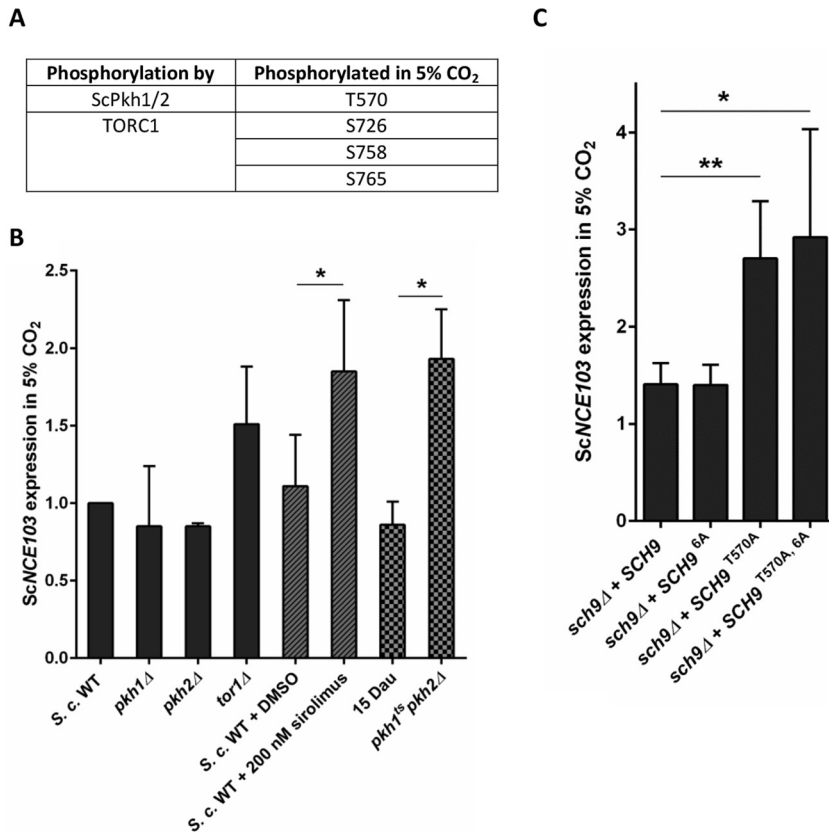 A
Phosphorylation by Phosphorylated in 5% CO2
ScPkh1/2 T570
TORC1 S726
S758
S765
B
ScNCE103 expression in 5% CO2
2.5
2.0
1.5
1.0
0.5
0.0
*
*
S. c. WT
pkh1Δ
pkh2Δ
tor1Δ
S. c. WT + DMSO
S. c. WT + 200 nM sirolimus
15 Dau
pkh1ts pkh2Δ
C
ScNCE103 expression in 5% CO2
4
3
2
1
0
*
**
sch9Δ + SCH9
sch9Δ + SCH9 6A
sch9Δ + SCH9 T570A
sch9Δ + SCH9 T570A, 6A